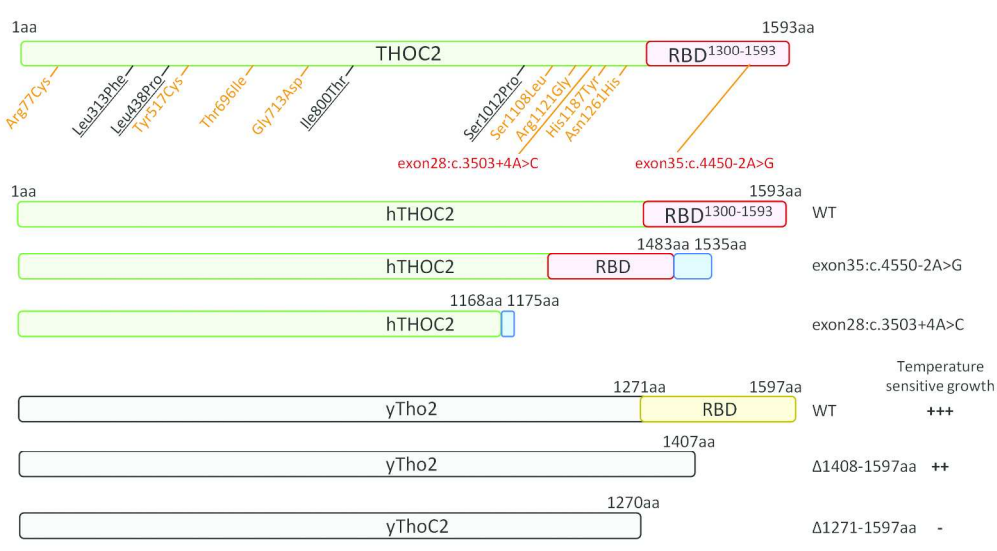 1aa 1593aa
THOC2 RBD1300-1593
Arg77Cys
Leu313Phe
Leu438Pro
Tyr517Cys
Thr696Ile
Gly713Asp
Ile800Thr
Ser1012Pro
Ser1108Leu
Arg1121Gly
His1187Tyr
Asn1261His
exon28:c.3503+4A>C exon35:c.4450-2A>G
1aa 1593aa
hTHOC2 RBD1300-1593 WT
1483aa 1535aa
hTHOC2 RBD exon35:c.4550-2A>G
1168aa 1175aa
hTHOC2 exon28:c.3503+4A>C
Temperature
sensitive growth
1271aa 1597aa
yTho2 RBD WT +++
1407aa
yTho2 Δ1408-1597aa ++
1270aa
yThoC2 Δ1271-1597aa -